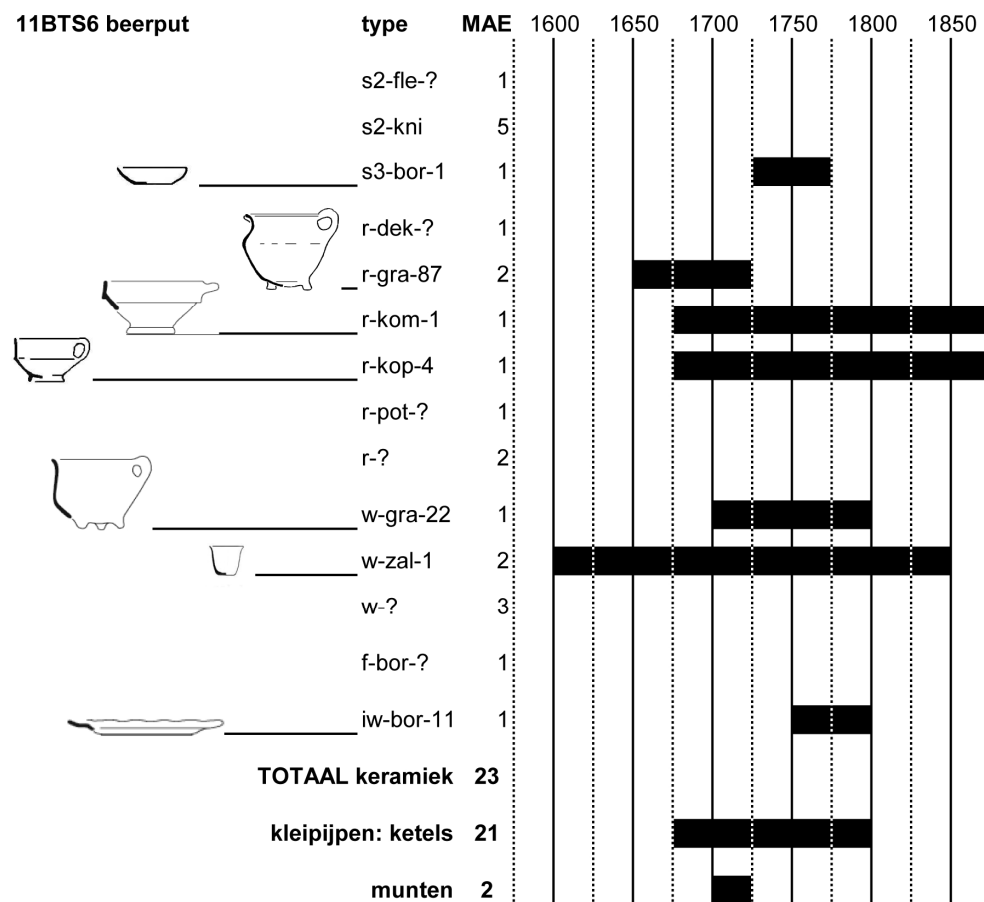 11BTS6 beerput type MAE 1600 1650 1700 1750 1800 1850
s2-fle-? 1
s2-kni 5
s3-bor-1 1
r-dek-? 1
r-gra-87 2
r-kom-1 1
r-kop-4 1
r-pot-? 1
r-? 2
w-gra-22 1
w-zal-1 2
w-? 3
f-bor-? 1
iw-bor-11 1
TOTAAL keramiek 23
kleipijpen: ketels 21
munten 2